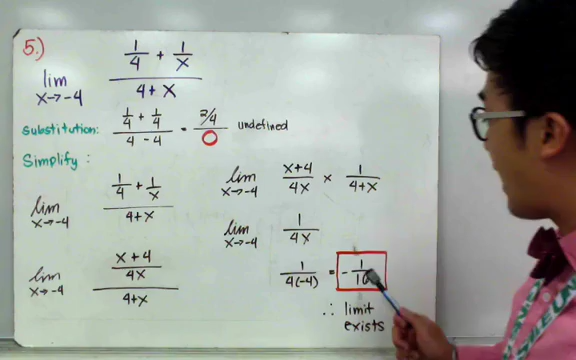 5.)
lim x→-4 (1/4 + 1/x)/(4+x)
Substitution: (1/4 + 1/4)/(4-4) = (2/4)/0 undefined
Simplify:
lim x→-4 (1/4 + 1/x)/(4+x)
lim x→-4 ((x+4)/4x)/(4+x)
lim x→-4 (x+4)/4x × 1/(4+x)
lim x→-4 1/4x
1/4(-4) = -1/16
∴ limit
exists